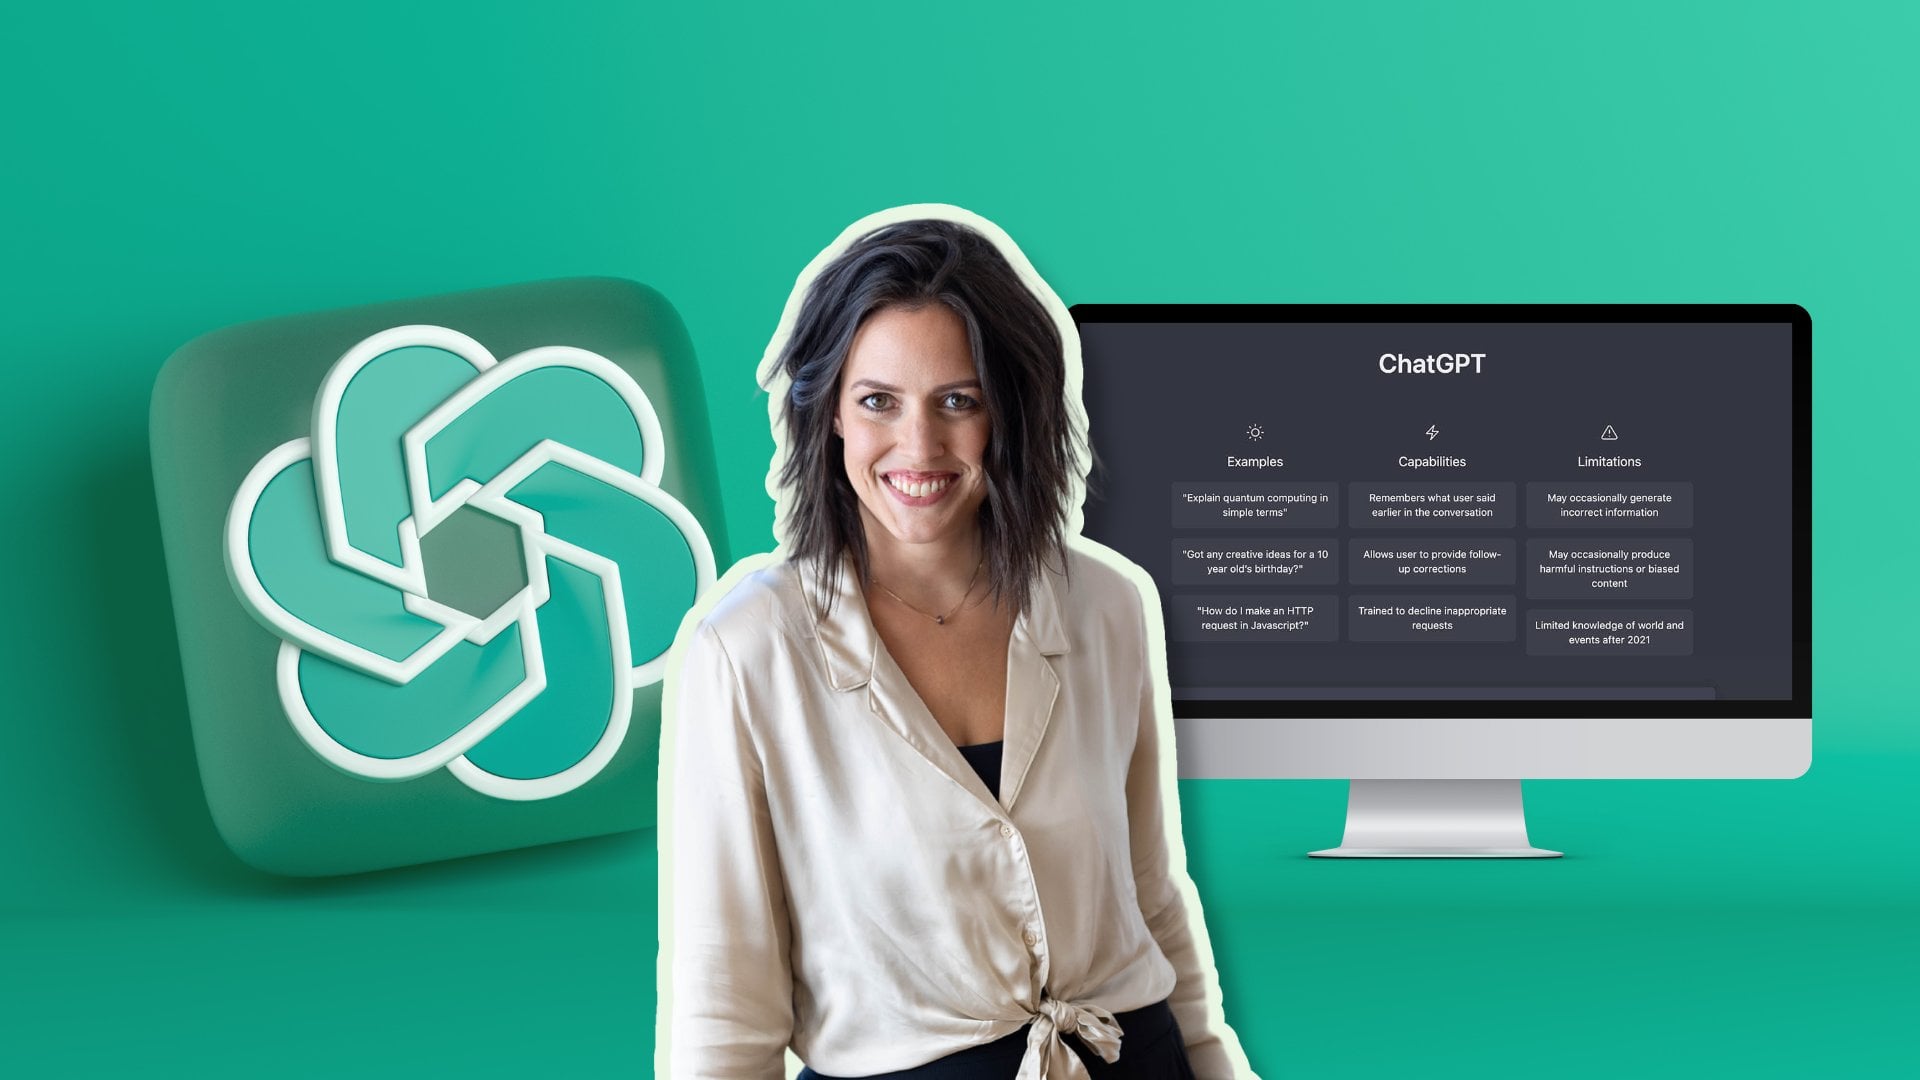 ChatGPT
Examples
"Explain quantum computing in
simple terms"
"Got any creative ideas for a 10
year old's birthday?"
"How do I make an HTTP
request in Javascript?"
Capabilities
Remembers what user said
earlier in the conversation
Allows user to provide follow-
up corrections
Trained to decline inappropriate
requests
Limitations
May occasionally generate
incorrect information
May occasionally produce
harmful instructions or biased
content
Limited knowledge of world and
events after 2021